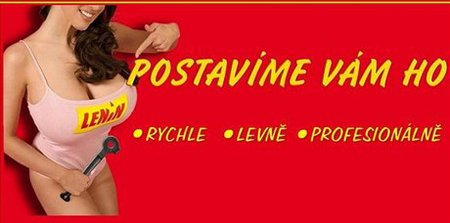 POSTAVÍME VÁM HO
LENIN
•RYCHLE •LEVNĚ •PROFESIONÁLNĚ